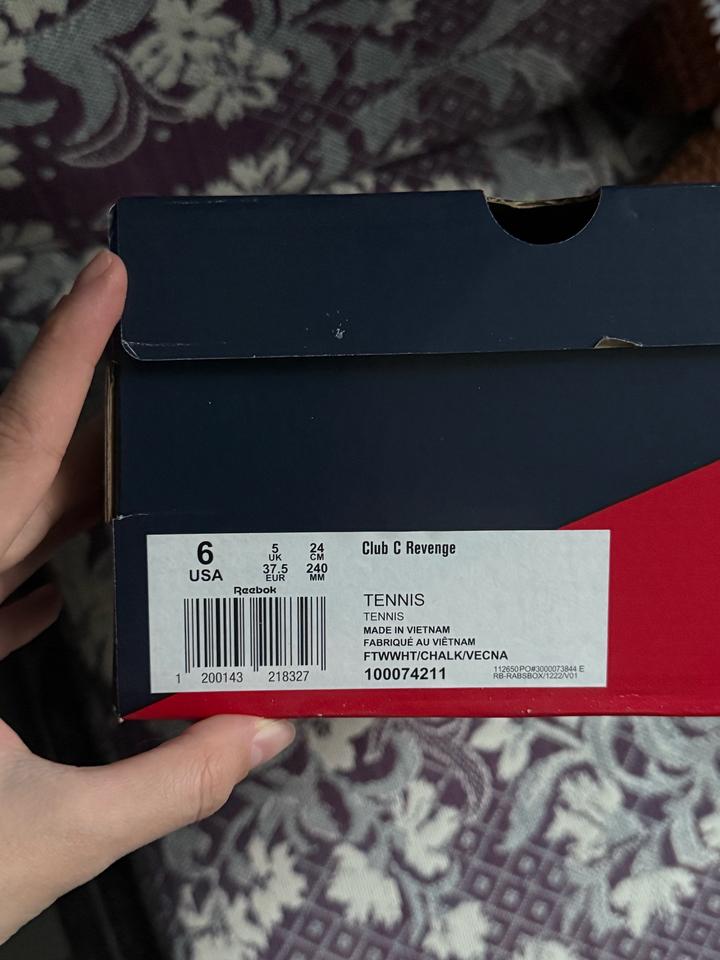 6
USA
5
UK
37.5
EUR
24
CM
240
MM
Reebok
1 200143 218327
Club C Revenge
TENNIS
TENNIS
MADE IN VIETNAM
FABRIQUÉ AU VIÊTNAM
FTWWHT/CHALK/VECNA
100074211
112650PO#3000073844 E
RB-RABSBOX/1222/V01